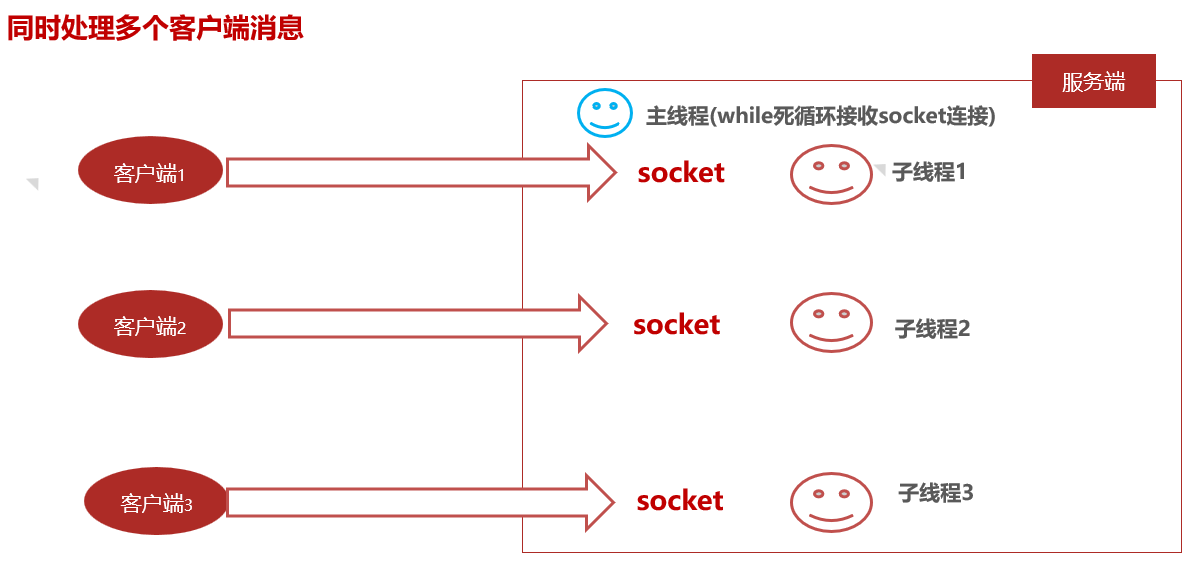 同时处理多个客户端消息
服务端
主线程(while死循环接收socket连接)
客户端1
socket
子线程1
客户端2
socket
子线程2
客户端3
socket
子线程3